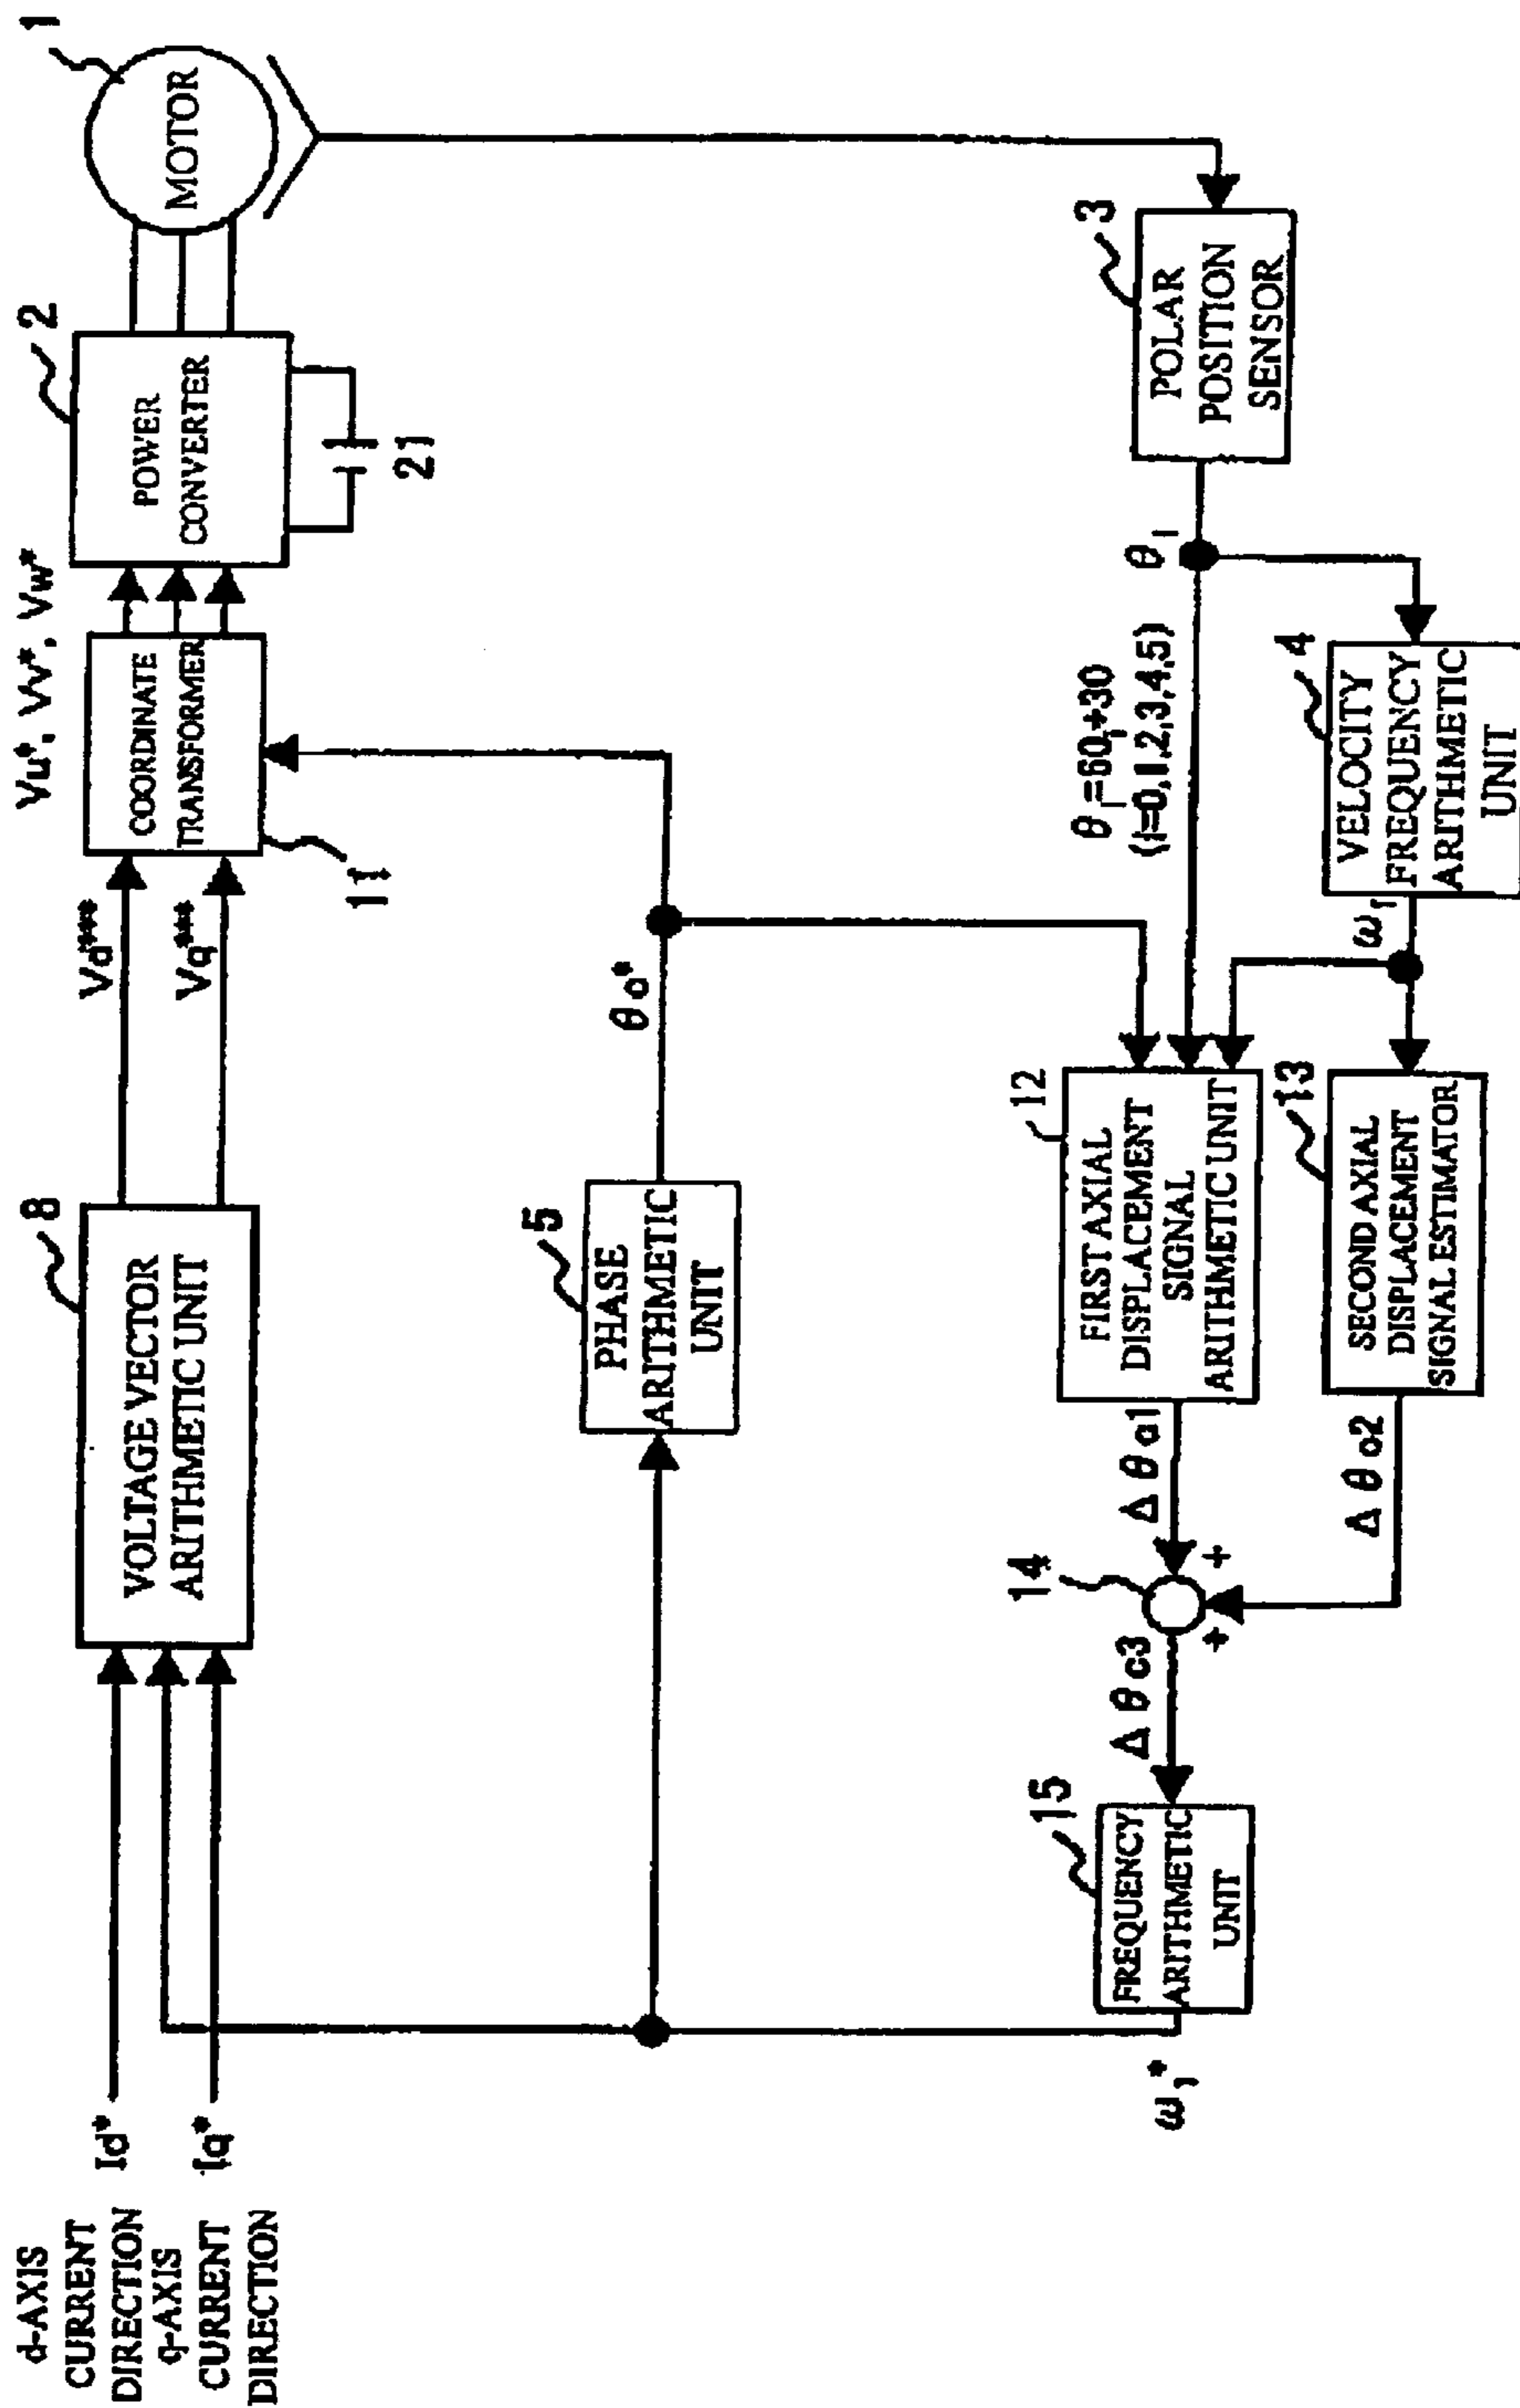 d-AXIS
CURRENT
DIRECTION
Id*
q-AXIS
CURRENT
DIRECTION
Iq*
8
VOLTAGE VECTOR
ARITHMETIC UNIT
Vd***
Vq***
COORDINATE
TRANSFORMER
11
Vu*, Vv*, Vw*
2
POWER
CONVERTER
21
1
MOTOR
5
PHASE
ARITHMETIC
UNIT
θc*
ω1*
15
FREQUENCY
ARITHMETIC
UNIT
Δθc3
14
+
+
Δθc1
12
FIRST AXIAL
DISPLACEMENT
SIGNAL
ARITHMETIC UNIT
θi=60i+30
(i=0,1,2,3,4,5)
θi
3
POLAR
POSITION
SENSOR
Δθc2
13
SECOND AXIAL
DISPLACEMENT
SIGNAL ESTIMATOR
ωr
4
VELOCITY
FREQUENCY
ARITHMETIC
UNIT